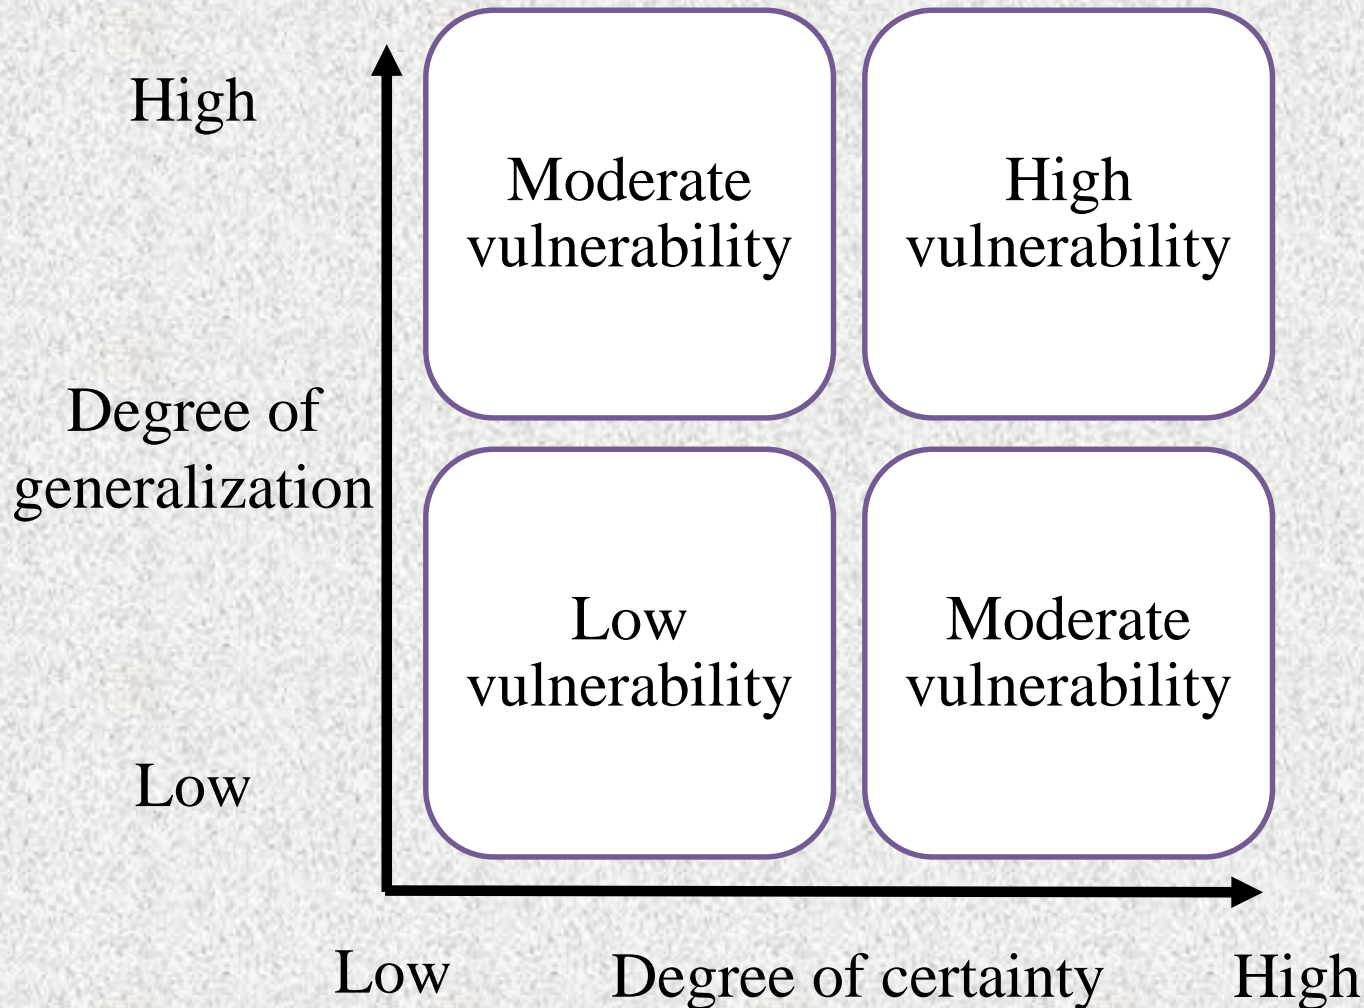 High
Moderate
vulnerability
High
vulnerability
Degree of
generalization
Low
vulnerability
Moderate
vulnerability
Low
Low
Degree of certainty
High